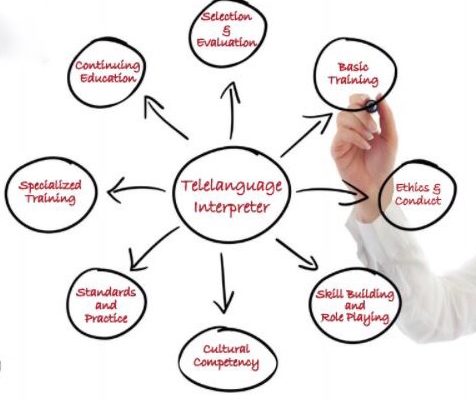 Selection
&
Evaluation
Basic
Training
Ethics &
Conduct
Skill Building
and
Role Playing
Cultural
Competency
Standards
and
Practice
Specialized
Training
Continuing
Education
Telelanguage
Interpreter